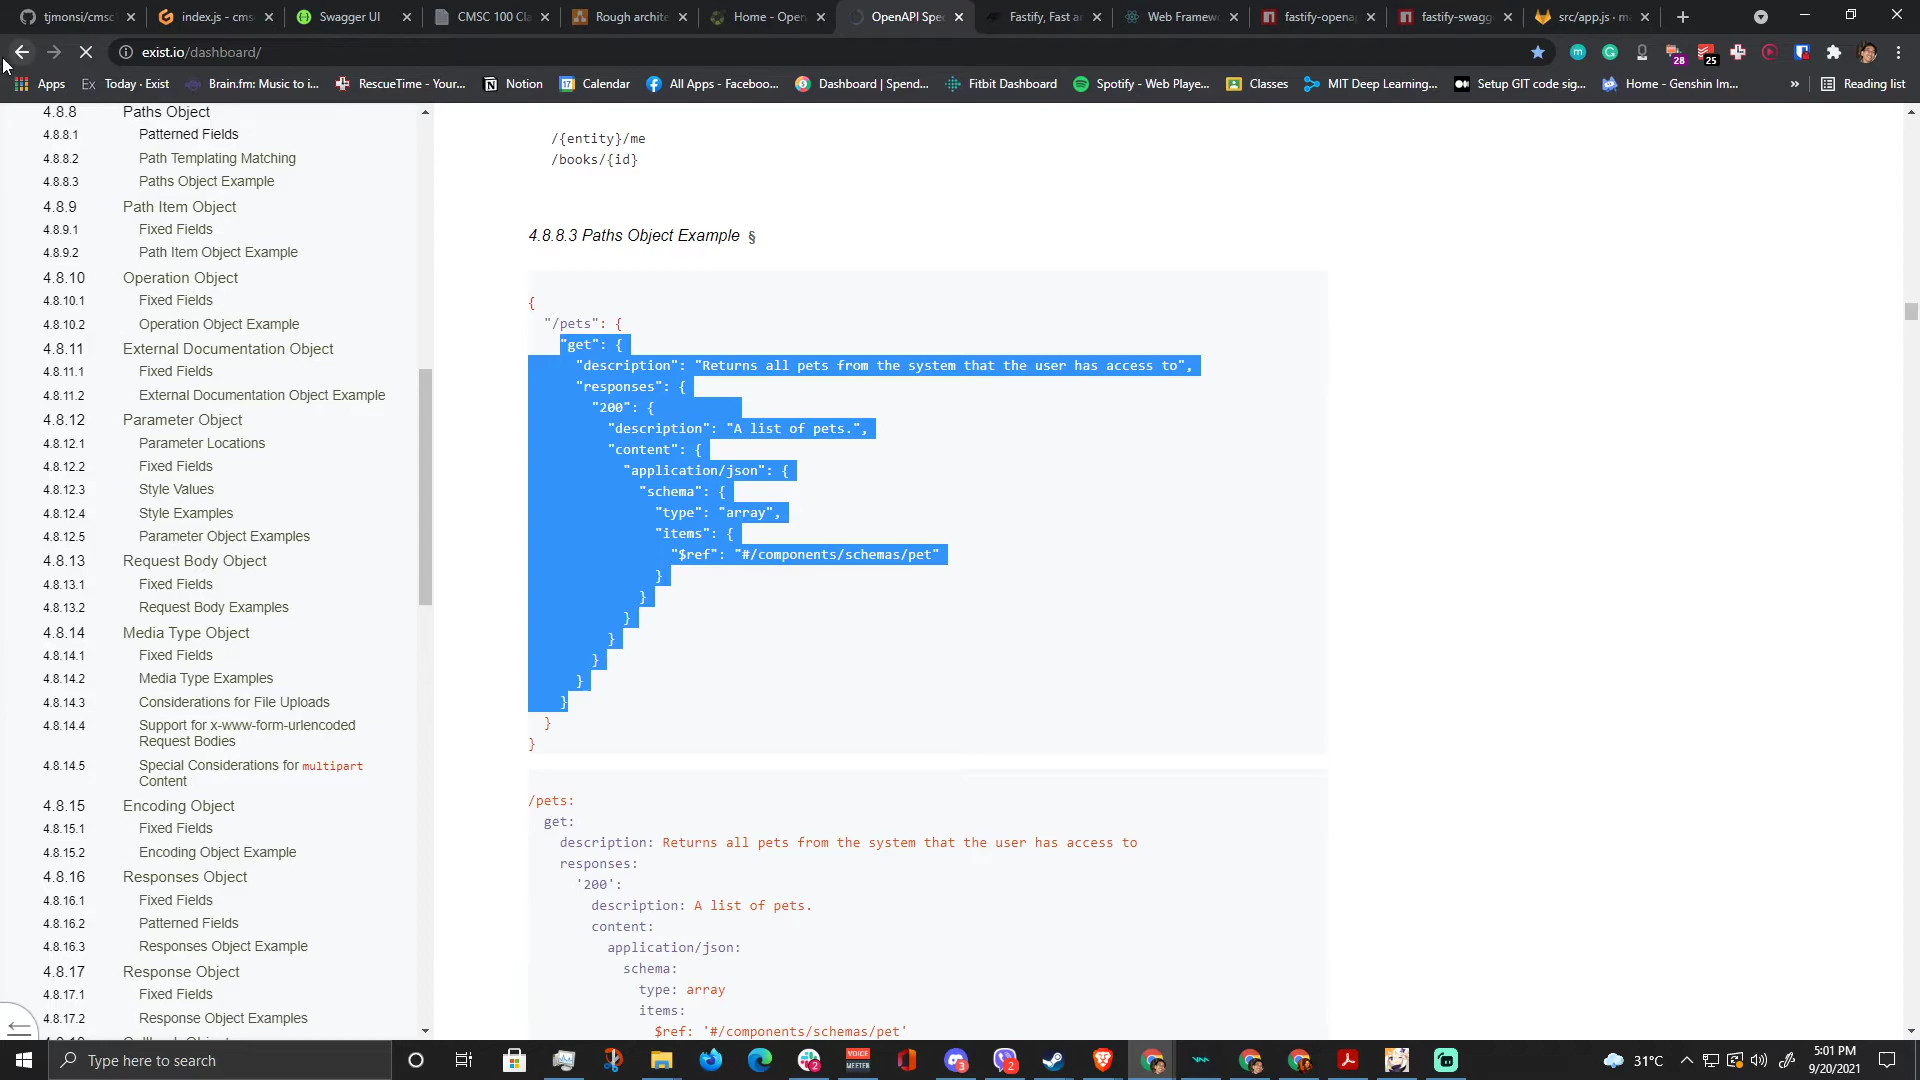 tjmonsi/cmsc
index.js - cms
Swagger UI
CMSC 100 Cla
Rough archite
Home - Open
OpenAPI Spec
Fastify, Fast an
Web Framew
fastify-opena
fastify-swagg
src/app.js · m
exist.io/dashboard/
28
25
Apps
Ex Today · Exist
Brain.fm: Music to i...
RescueTime - Your...
Notion
Calendar
All Apps - Faceboo...
Dashboard | Spend...
Fitbit Dashboard
Spotify - Web Playe...
Classes
MIT Deep Learning...
Setup GIT code sig...
Home - Genshin Im...
»
Reading list
4.8.8 Paths Object
4.8.8.1 Patterned Fields
4.8.8.2 Path Templating Matching
4.8.8.3 Paths Object Example
4.8.9 Path Item Object
4.8.9.1 Fixed Fields
4.8.9.2 Path Item Object Example
4.8.10 Operation Object
4.8.10.1 Fixed Fields
4.8.10.2 Operation Object Example
4.8.11 External Documentation Object
4.8.11.1 Fixed Fields
4.8.11.2 External Documentation Object Example
4.8.12 Parameter Object
4.8.12.1 Parameter Locations
4.8.12.2 Fixed Fields
4.8.12.3 Style Values
4.8.12.4 Style Examples
4.8.12.5 Parameter Object Examples
4.8.13 Request Body Object
4.8.13.1 Fixed Fields
4.8.13.2 Request Body Examples
4.8.14 Media Type Object
4.8.14.1 Fixed Fields
4.8.14.2 Media Type Examples
4.8.14.3 Considerations for File Uploads
4.8.14.4 Support for x-www-form-urlencoded
Request Bodies
4.8.14.5 Special Considerations for multipart
Content
4.8.15 Encoding Object
4.8.15.1 Fixed Fields
4.8.15.2 Encoding Object Example
4.8.16 Responses Object
4.8.16.1 Fixed Fields
4.8.16.2 Patterned Fields
4.8.16.3 Responses Object Example
4.8.17 Response Object
4.8.17.1 Fixed Fields
4.8.17.2 Response Object Examples
/{entity}/me
/books/{id}
4.8.8.3 Paths Object Example §
{
"/pets": {
"get": {
"description": "Returns all pets from the system that the user has access to",
"responses": {
"200": {
"description": "A list of pets.",
"content": {
"application/json": {
"schema": {
"type": "array",
"items": {
"$ref": "#/components/schemas/pet"
}
}
}
}
}
}
}
}
}
/pets:
get:
description: Returns all pets from the system that the user has access to
responses:
'200':
description: A list of pets.
content:
application/json:
schema:
type: array
items:
$ref: '#/components/schemas/pet'
Type here to search
VOICE
MEETER
2
3
2
31°C
5:01 PM
9/20/2021